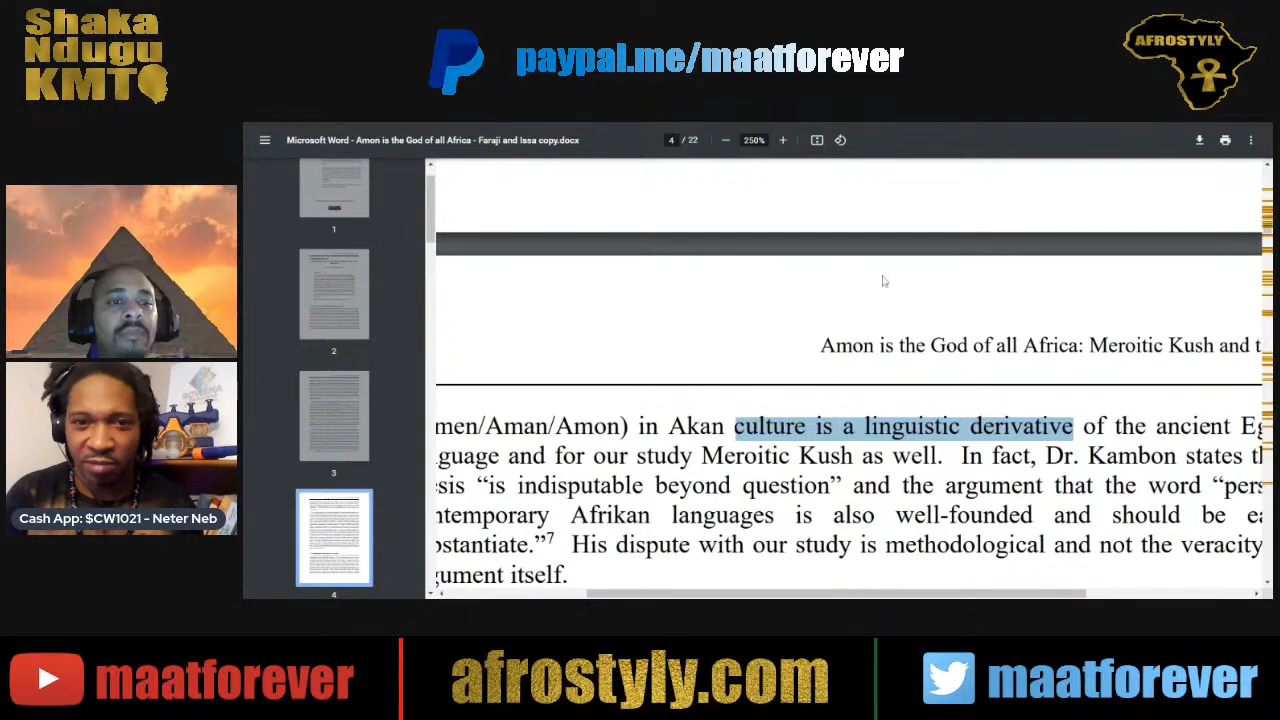 Shaka
Ndugu
KMT
paypal.me/maatforever
AFROSTYLY
Microsoft Word - Amon is the God of all Africa - Faraji and Issa copy.docx
4 / 22
250%
1
2
3
4
Amon is the God of all Africa: Meroitic Kush and t
men/Aman/Amon) in Akan culture is a linguistic derivative of the ancient Eg
guage and for our study Meroitic Kush as well. In fact, Dr. Kambon states th
esis “is indisputable beyond question” and the argument that the word “pers
ntemporary Afrikan languages is also well-founded and should be ea
bstantiate.”7 His dispute with our study is methodological and not the veracity
gument itself.
Cash App: $CW1021 - Neter Neb
maatforever
afrostyly.com
maatforever